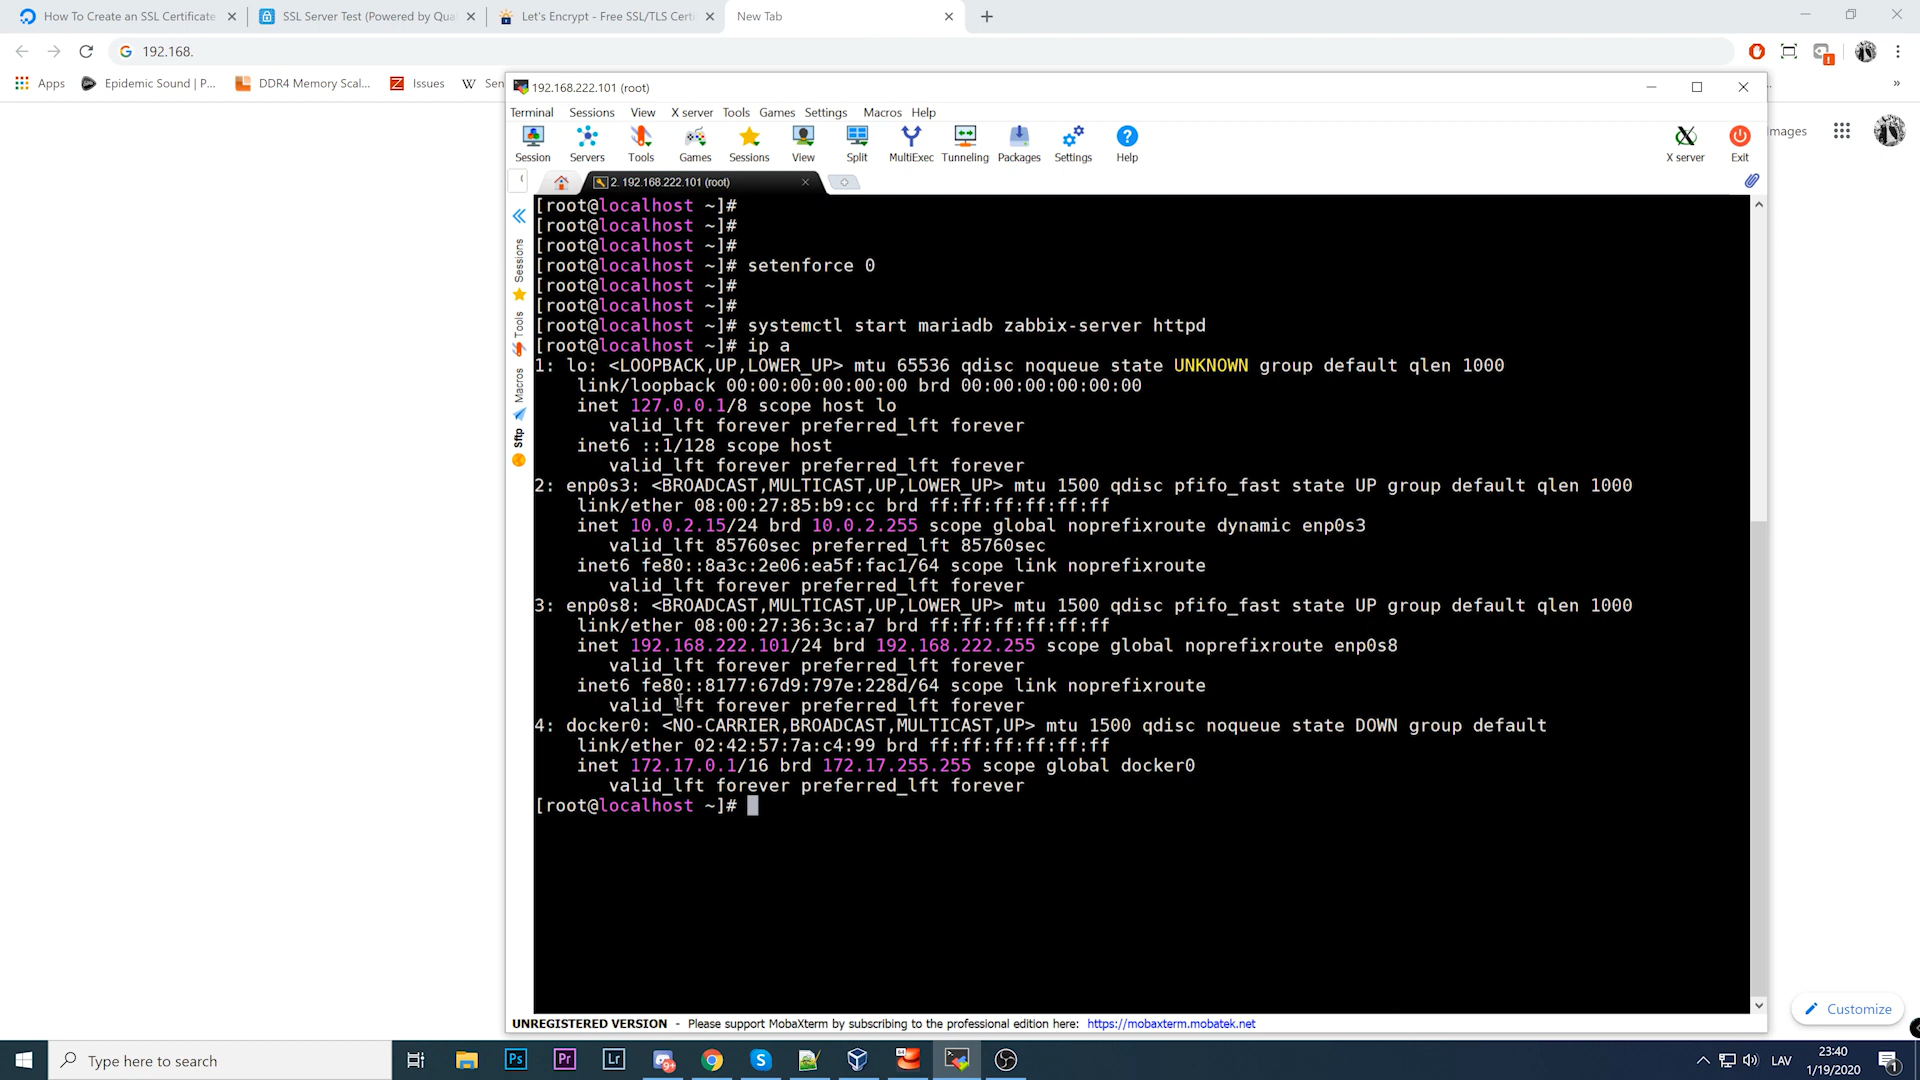 How To Create an SSL Certificate
SSL Server Test (Powered by Qual
Let's Encrypt - Free SSL/TLS Certi
New Tab
192.168.
Apps
Epidemic Sound | P...
DDR4 Memory Scal...
Issues
Sen
192.168.222.101 (root)
Terminal Sessions View X server Tools Games Settings Macros Help
Session Servers Tools Games Sessions View Split MultiExec Tunneling Packages Settings Help X server Exit
mages
2. 192.168.222.101 (root)
Sessions
Tools
Macros
Sftp
[root@localhost ~]#
[root@localhost ~]#
[root@localhost ~]#
[root@localhost ~]# setenforce 0
[root@localhost ~]#
[root@localhost ~]#
[root@localhost ~]# systemctl start mariadb zabbix-server httpd
[root@localhost ~]# ip a
1: lo: <LOOPBACK,UP,LOWER_UP> mtu 65536 qdisc noqueue state UNKNOWN group default qlen 1000
link/loopback 00:00:00:00:00:00 brd 00:00:00:00:00:00
inet 127.0.0.1/8 scope host lo
valid_lft forever preferred_lft forever
inet6 ::1/128 scope host
valid_lft forever preferred_lft forever
2: enp0s3: <BROADCAST,MULTICAST,UP,LOWER_UP> mtu 1500 qdisc pfifo_fast state UP group default qlen 1000
link/ether 08:00:27:85:b9:cc brd ff:ff:ff:ff:ff:ff
inet 10.0.2.15/24 brd 10.0.2.255 scope global noprefixroute dynamic enp0s3
valid_lft 85760sec preferred_lft 85760sec
inet6 fe80::8a3c:2e06:ea5f:fac1/64 scope link noprefixroute
valid_lft forever preferred_lft forever
3: enp0s8: <BROADCAST,MULTICAST,UP,LOWER_UP> mtu 1500 qdisc pfifo_fast state UP group default qlen 1000
link/ether 08:00:27:36:3c:a7 brd ff:ff:ff:ff:ff:ff
inet 192.168.222.101/24 brd 192.168.222.255 scope global noprefixroute enp0s8
valid_lft forever preferred_lft forever
inet6 fe80::8177:67d9:797e:228d/64 scope link noprefixroute
valid_lft forever preferred_lft forever
4: docker0: <NO-CARRIER,BROADCAST,MULTICAST,UP> mtu 1500 qdisc noqueue state DOWN group default
link/ether 02:42:57:7a:c4:99 brd ff:ff:ff:ff:ff:ff
inet 172.17.0.1/16 brd 172.17.255.255 scope global docker0
valid_lft forever preferred_lft forever
[root@localhost ~]#
Customize
UNREGISTERED VERSION - Please support MobaXterm by subscribing to the professional edition here: https://mobaxterm.mobatek.net
Type here to search
Ps
Pr
Lr
LAV
23:40
1/19/2020
1